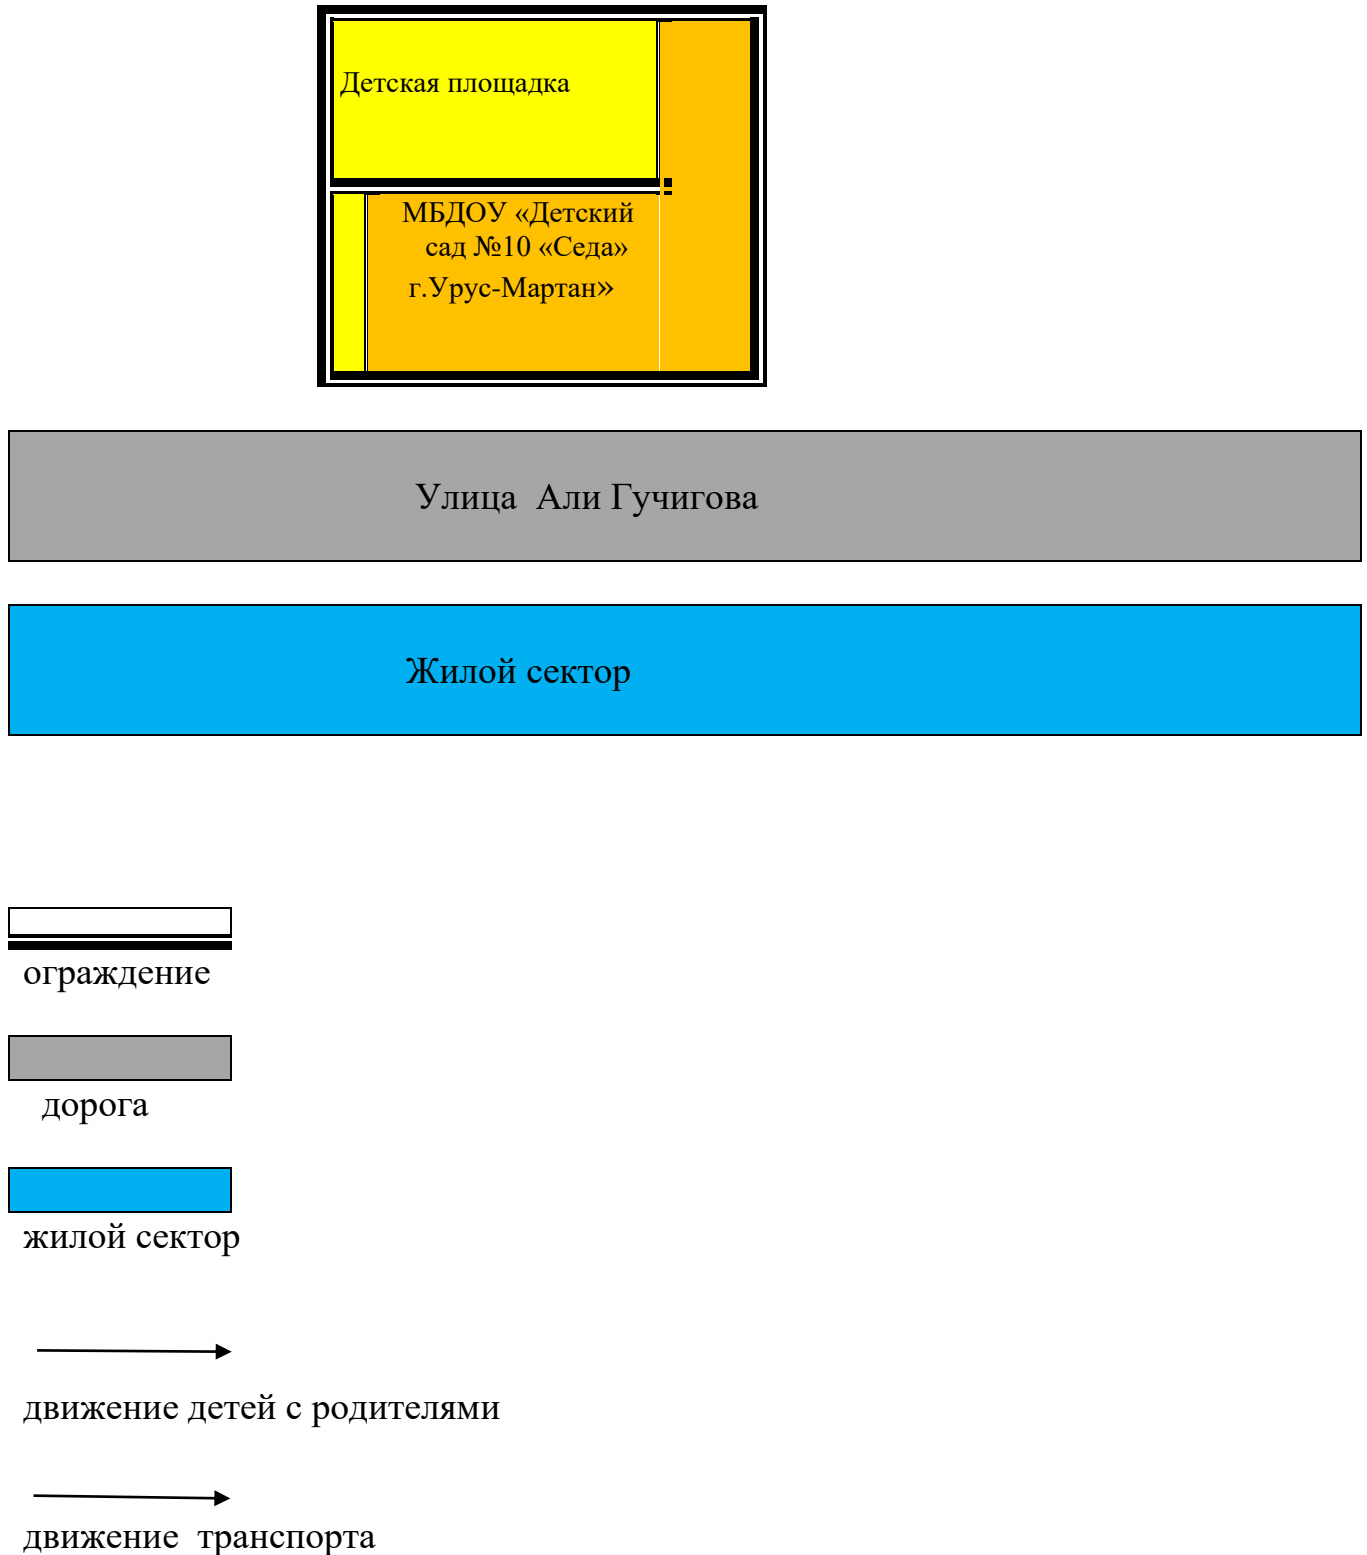 Детская площадка
МБДОУ «Детский
сад №10 «Седа»
г.Урус-Мартан»
Улица  Али Гучигова
Жилой сектор
ограждение
дорога
жилой сектор
движение детей с родителями
движение  транспорта